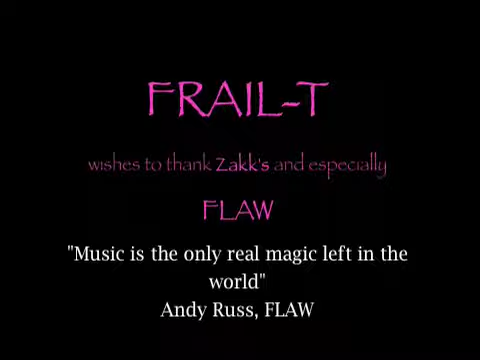 FRAIL-T
wishes to thank Zakk's and especially
FLAW
"Music is the only real magic left in the
world"
Andy Russ, FLAW